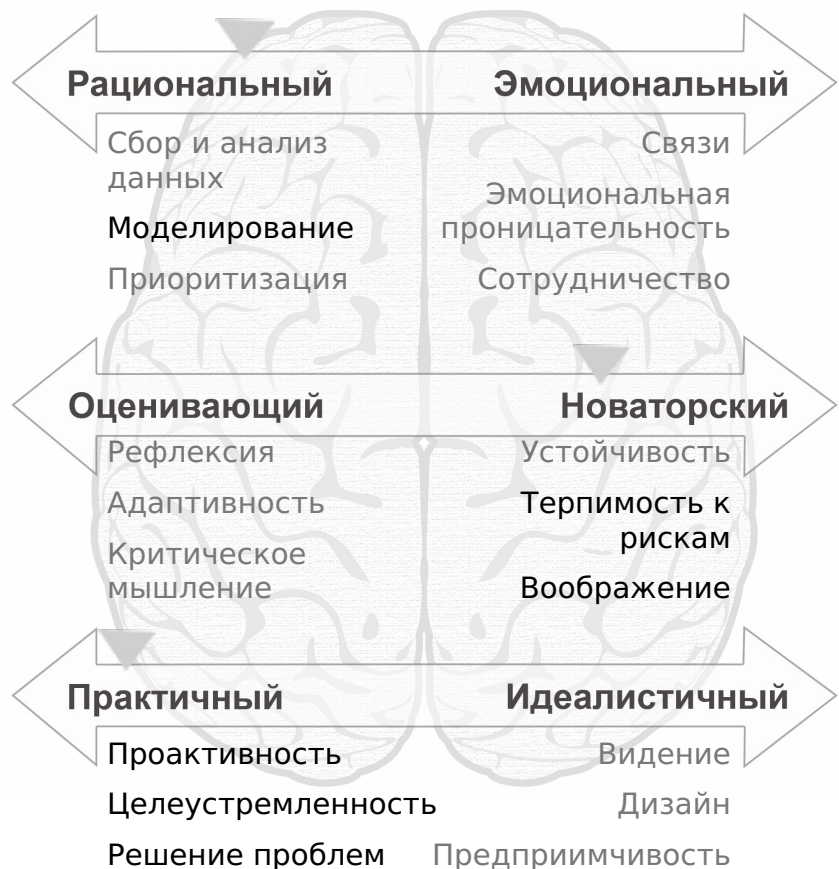 Рациональный
Эмоциональный
Сбор и анализ
данных
Моделирование
Приоритизация
Связи
Эмоциональная
проницательность
Сотрудничество
Оценивающий
Новаторский
Рефлексия
Адаптивность
Критическое
мышление
Устойчивость
Терпимость к
рискам
Воображение
Практичный
Идеалистичный
Проактивность
Целеустремленность
Решение проблем
Видение
Дизайн
Предприимчивость